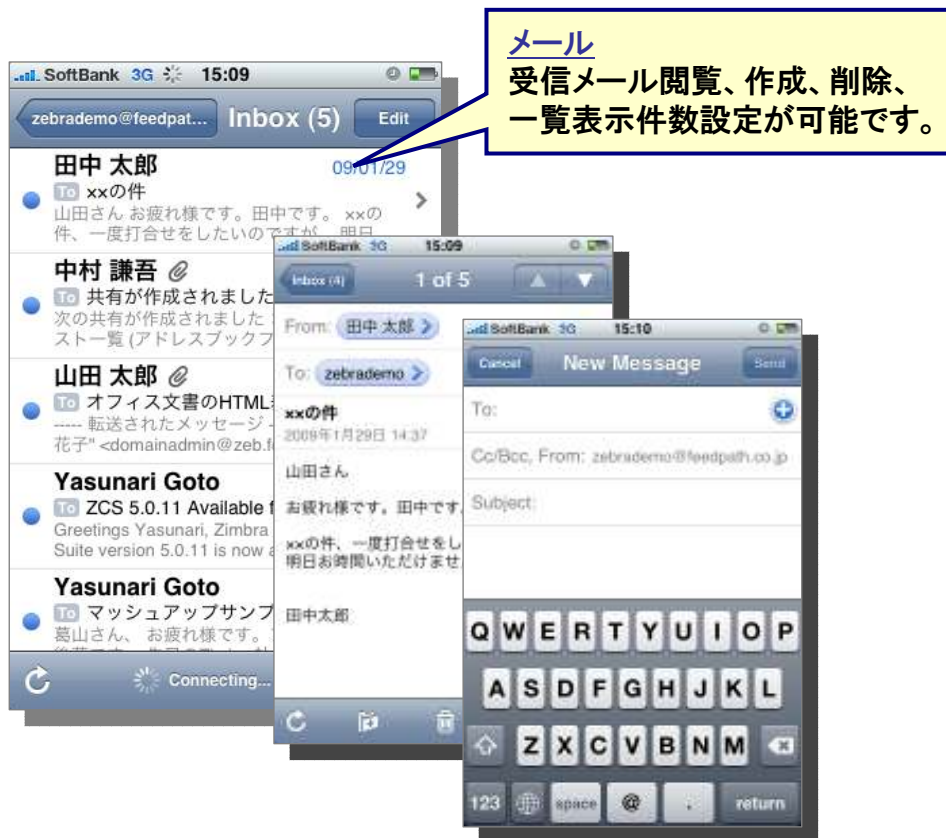 メール
受信メール閲覧、作成、削除、
一覧表示件数設定が可能です。
SoftBank 3G 15:09
zebrademo@feedpat... Inbox (5) Edit
田中 太郎 09/01/29
To xxの件
山田さん お疲れ様です。田中です。 xxの
件、一度打合せをしたいのですが、 明日
中村 謙吾
To 共有が作成されました
次の共有が作成されました
スト一覧 (アドレスブックフ
山田 太郎
To オフィス文書のHTML
----- 転送されたメッセージ -
花子" <domainadmin@zeb.f
Yasunari Goto
To ZCS 5.0.11 Available f
Greetings Yasunari, Zimbra
Suite version 5.0.11 is now a
Yasunari Goto
To マッシュアップサンプ
葛山さん、 お疲れ様です。
Connecting...
SoftBank 3G 15:09
Inbox (4) 1 of 5
From: 田中 太郎
To: zebrademo
xxの件
2009年1月29日 14:37
山田さん
お疲れ様です。田中です。
xxの件、一度打合せをし
明日お時間いただけませ
田中太郎
SoftBank 3G 15:10
Cancel New Message Send
To:
Cc/Bcc, From: zebrademo@feedpath.co.jp
Subject:
Q W E R T Y U I O P
A S D F G H J K L
Z X C V B N M
123 space @ . return